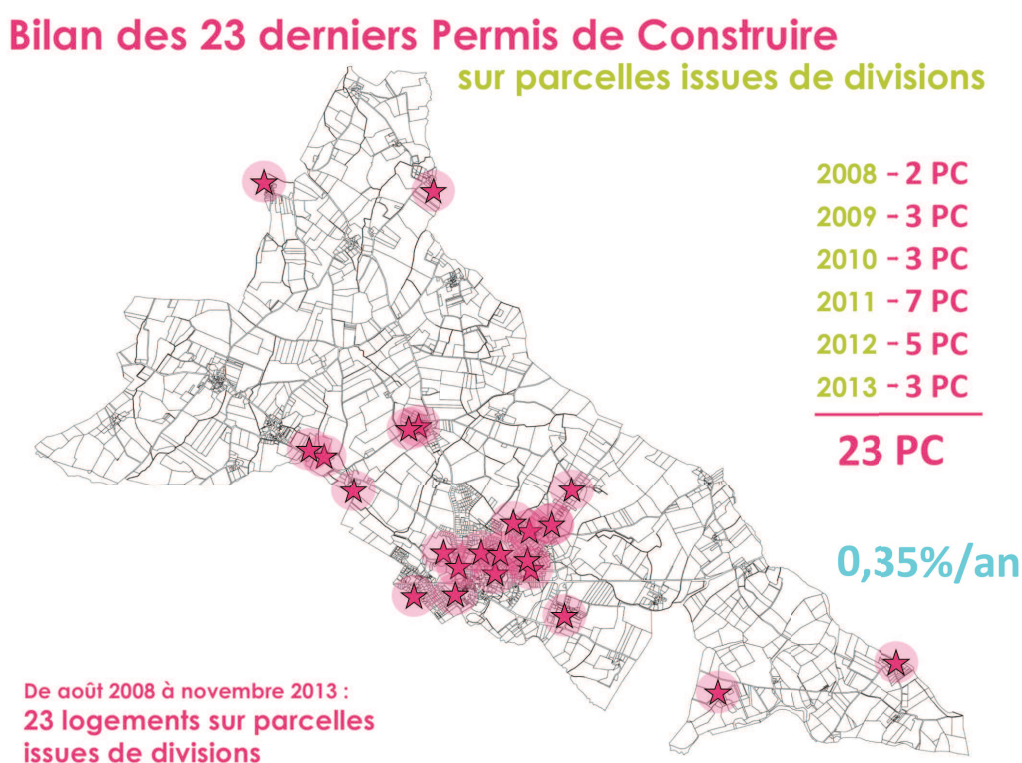 Bilan des 23 derniers Permis de Construire
sur parcelles issues de divisions
2008 - 2 PC
2009 - 3 PC
2010 - 3 PC
2011 - 7 PC
2012 - 5 PC
2013 - 3 PC
23 PC
0,35%/an
De août 2008 à novembre 2013 :
23 logements sur parcelles
issues de divisions